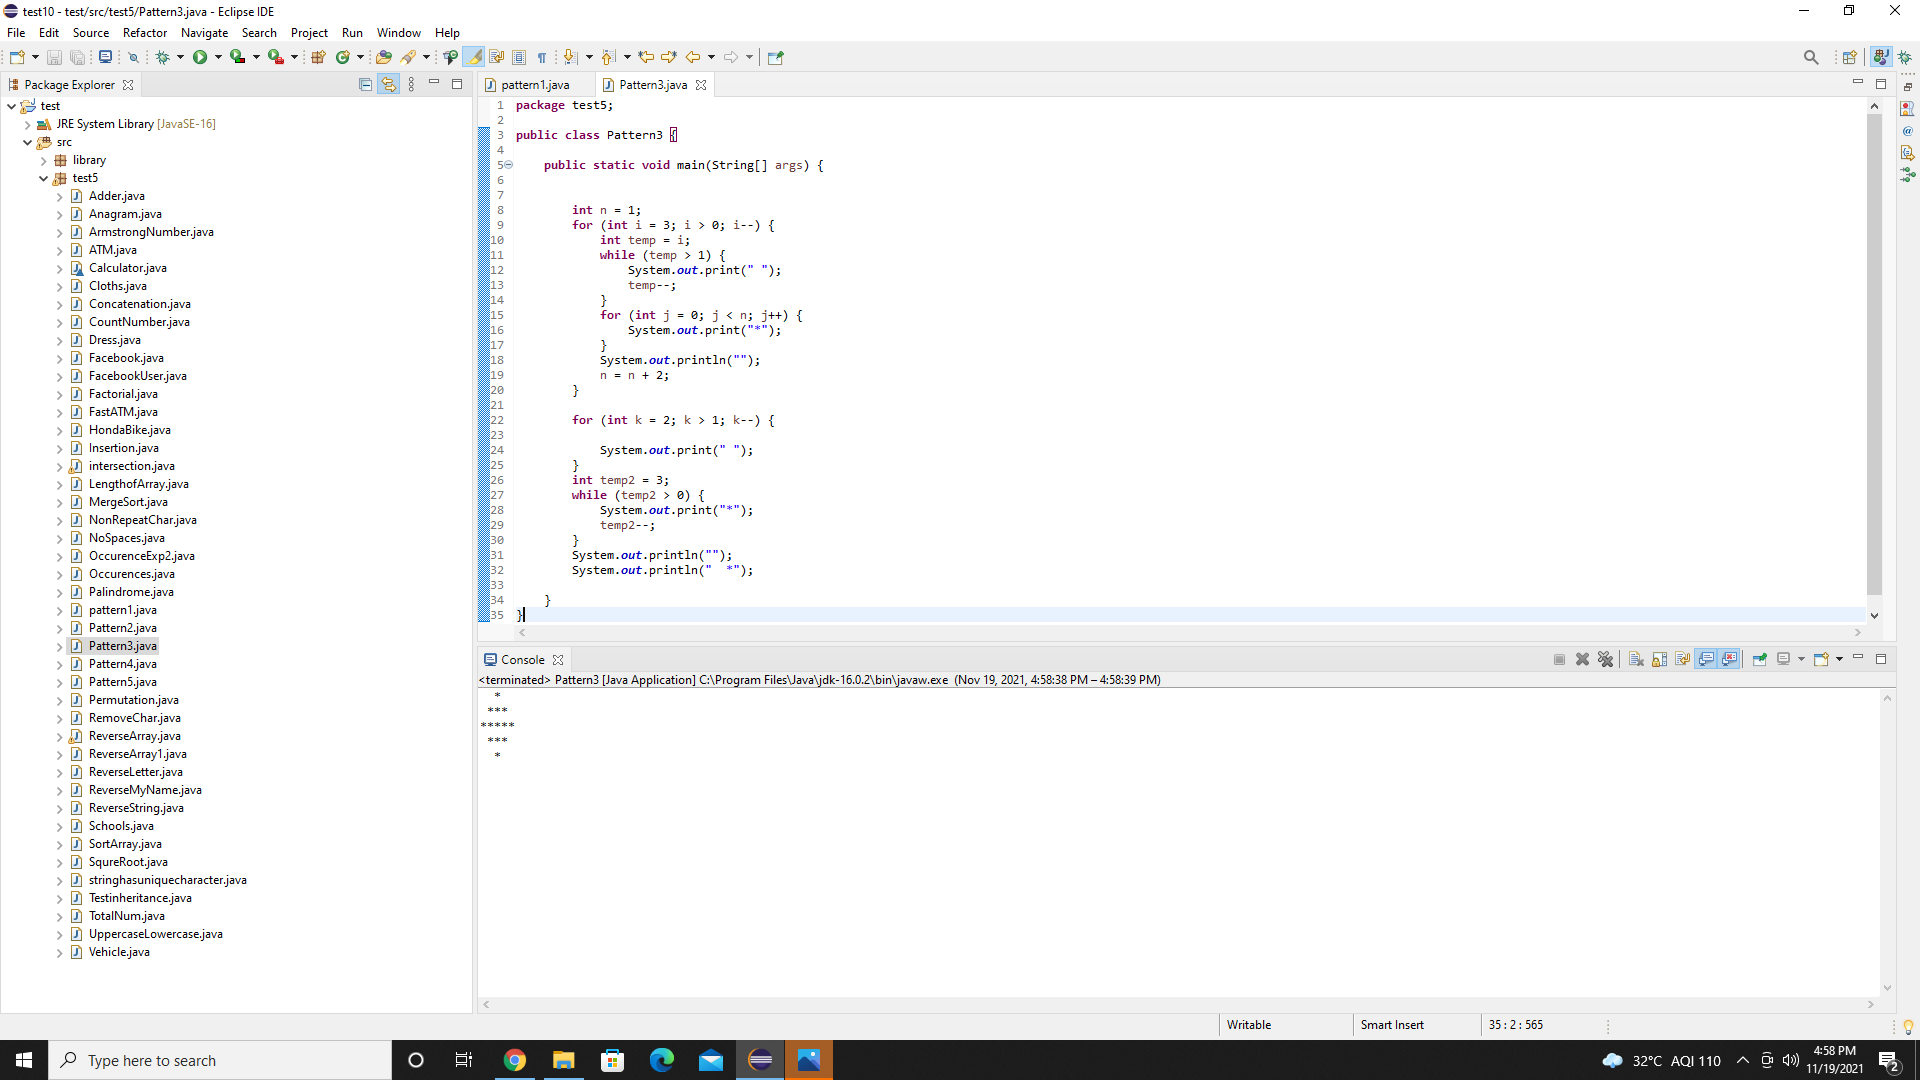 test10 - test/src/test5/Pattern3.java - Eclipse IDE
File Edit Source Refactor Navigate Search Project Run Window Help
Package Explorer
test
JRE System Library [JavaSE-16]
src
library
test5
Adder.java
Anagram.java
ArmstrongNumber.java
ATM.java
Calculator.java
Cloths.java
Concatenation.java
CountNumber.java
Dress.java
Facebook.java
FacebookUser.java
Factorial.java
FastATM.java
HondaBike.java
Insertion.java
intersection.java
LengthofArray.java
MergeSort.java
NonRepeatChar.java
NoSpaces.java
OccurenceExp2.java
Occurences.java
Palindrome.java
pattern1.java
Pattern2.java
Pattern3.java
Pattern4.java
Pattern5.java
Permutation.java
RemoveChar.java
ReverseArray.java
ReverseArray1.java
ReverseLetter.java
ReverseMyName.java
ReverseString.java
Schools.java
SortArray.java
SqureRoot.java
stringhasuniquecharacter.java
Testinheritance.java
TotalNum.java
UppercaseLowercase.java
Vehicle.java
pattern1.java Pattern3.java
1 package test5;
2
3 public class Pattern3 {
4
5 public static void main(String[] args) {
6
7
8 int n = 1;
9 for (int i = 3; i > 0; i--) {
10 int temp = i;
11 while (temp > 1) {
12 System.out.print(" ");
13 temp--;
14 }
15 for (int j = 0; j < n; j++) {
16 System.out.print("*");
17 }
18 System.out.println("");
19 n = n + 2;
20 }
21
22 for (int k = 2; k > 1; k--) {
23
24 System.out.print(" ");
25 }
26 int temp2 = 3;
27 while (temp2 > 0) {
28 System.out.print("*");
29 temp2--;
30 }
31 System.out.println("");
32 System.out.println("  *");
33
34 }
35 }
Console
<terminated> Pattern3 [Java Application] C:\Program Files\Java\jdk-16.0.2\bin\javaw.exe (Nov 19, 2021, 4:58:38 PM – 4:58:39 PM)
  *
 ***
*****
 ***
  *
Writable Smart Insert 35 : 2 : 565
Type here to search
32°C AQI 110
4:58 PM
11/19/2021
2